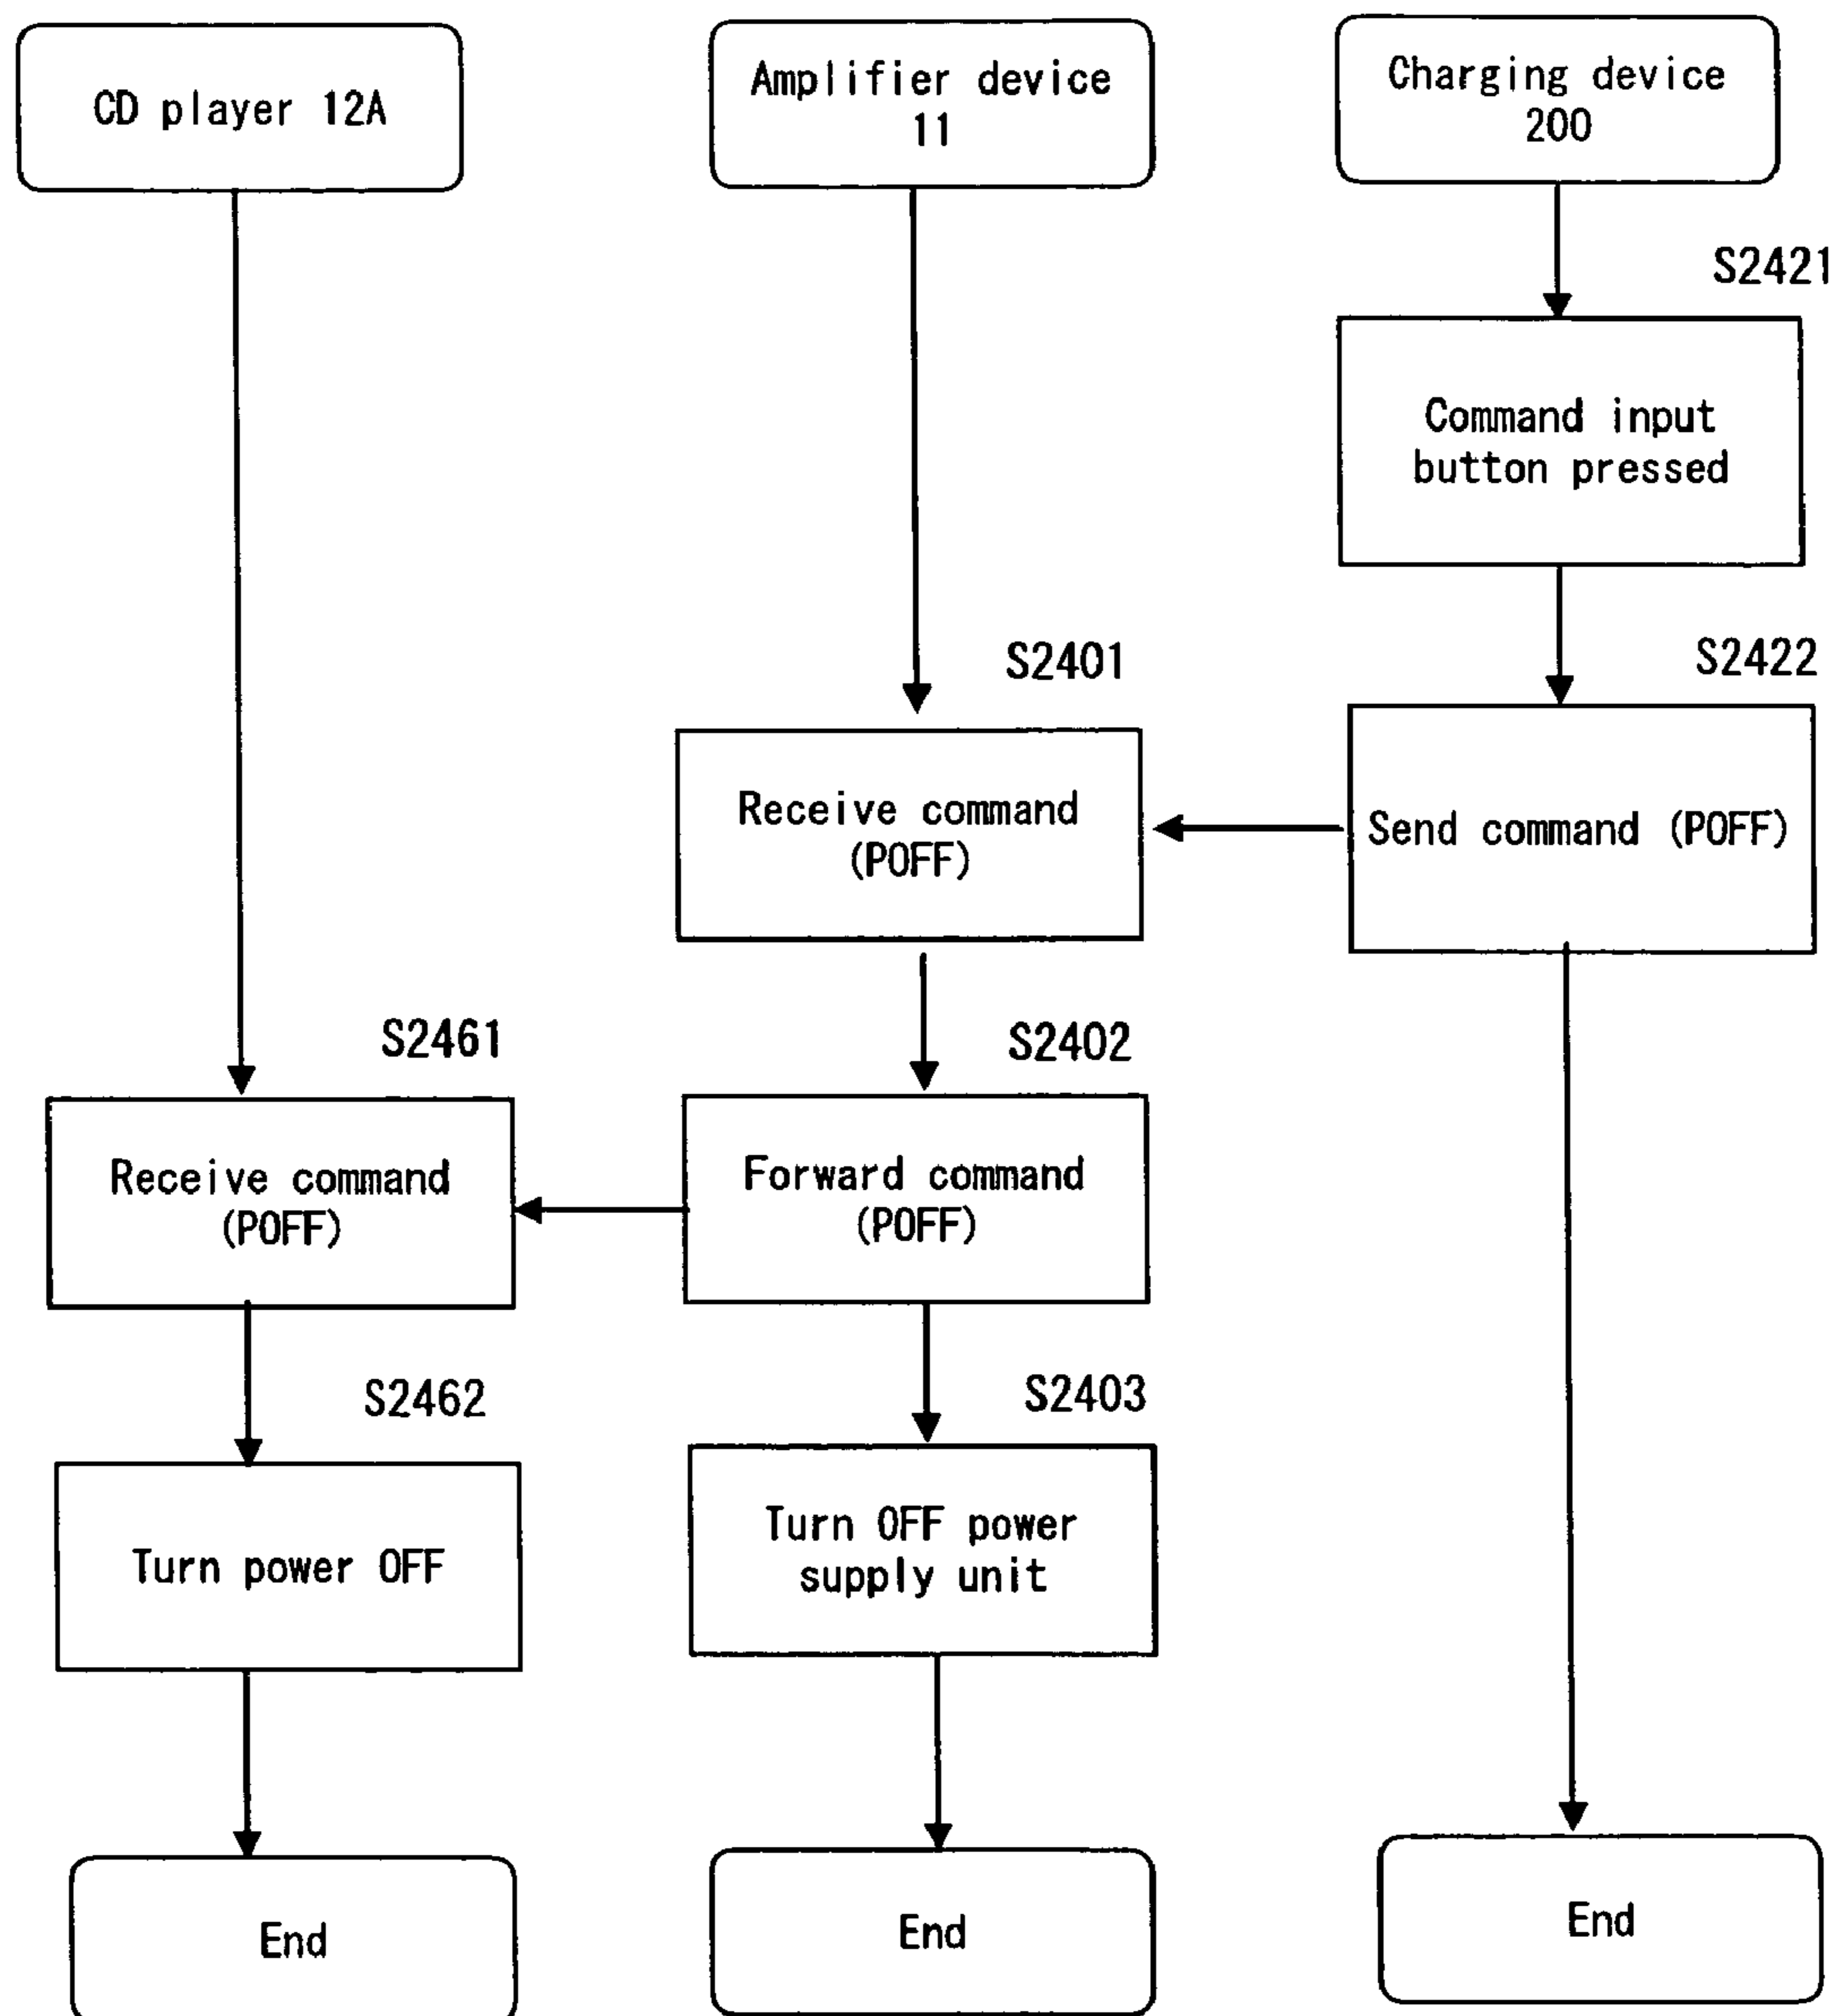 CD player 12A
Amplifier device
11
Charging device
200
S2421
Command input
button pressed
S2401
S2422
Receive command
(POFF)
Send command (POFF)
S2461
S2402
Receive command
(POFF)
Forward command
(POFF)
S2462
S2403
Turn power OFF
Turn OFF power
supply unit
End
End
End